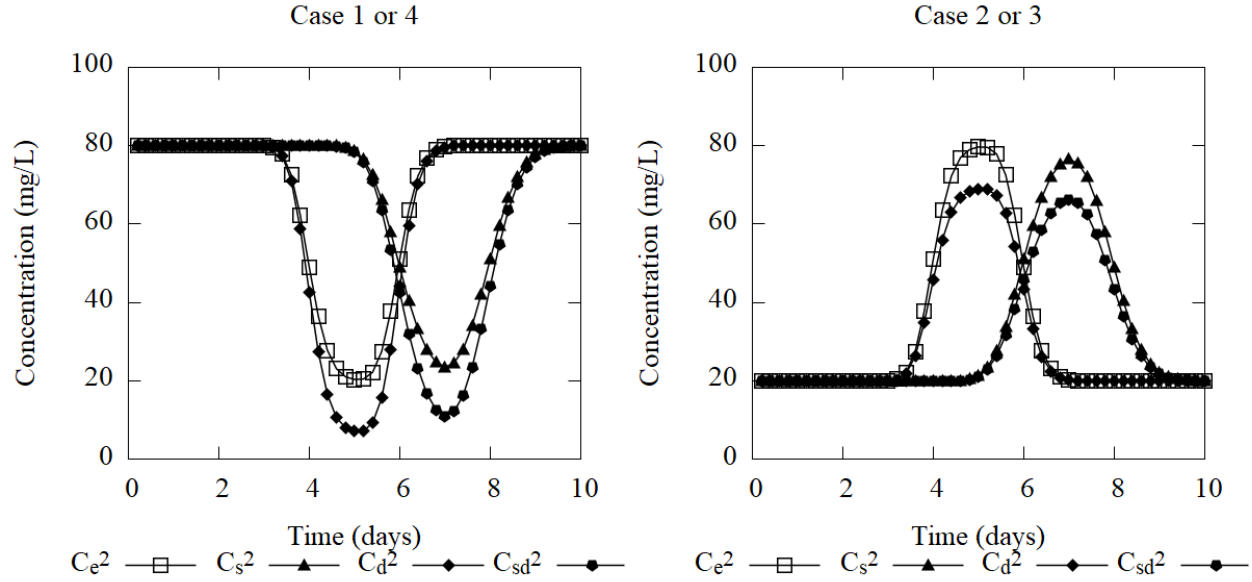 Case 1 or 4
Concentration (mg/L)
100
80
60
40
20
0
0 2 4 6 8 10
Time (days)
Ce² Cs² Cd² Csd²
Case 2 or 3
Concentration (mg/L)
100
80
60
40
20
0
0 2 4 6 8 10
Time (days)
Ce² Cs² Cd² Csd²